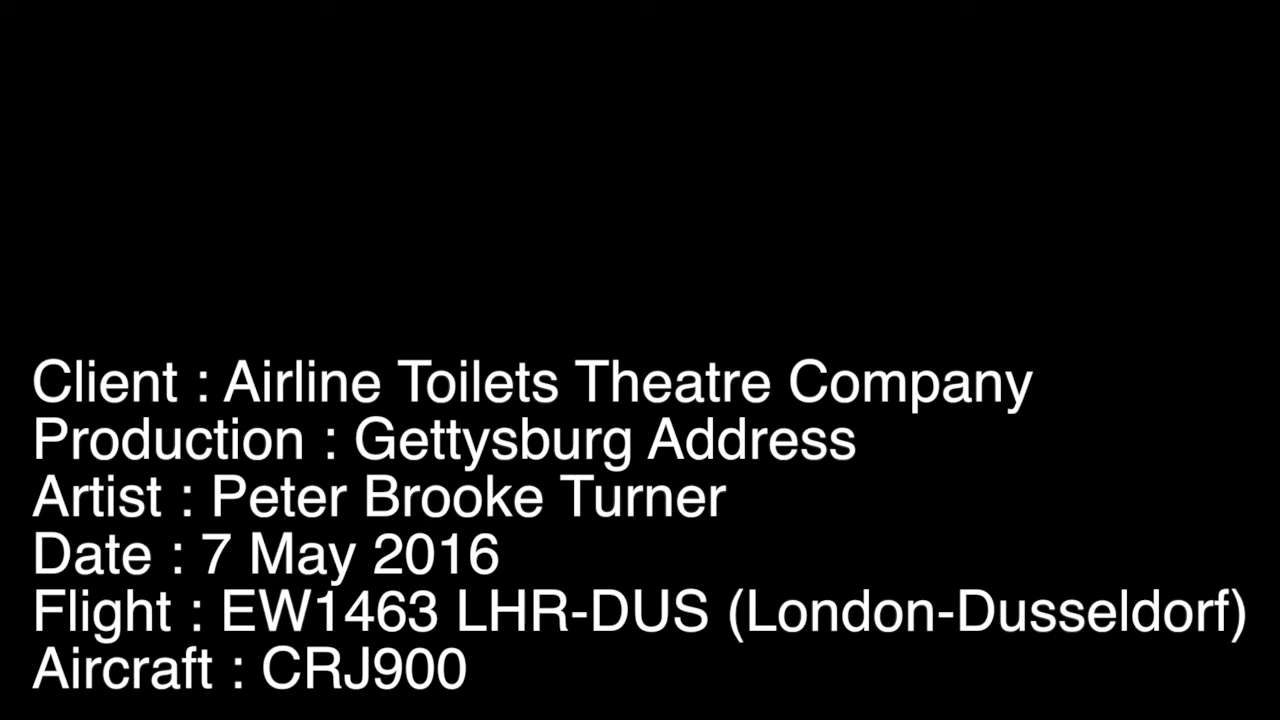 Client : Airline Toilets Theatre Company
Production : Gettysburg Address
Artist : Peter Brooke Turner
Date : 7 May 2016
Flight : EW1463 LHR-DUS (London-Dusseldorf)
Aircraft : CRJ900